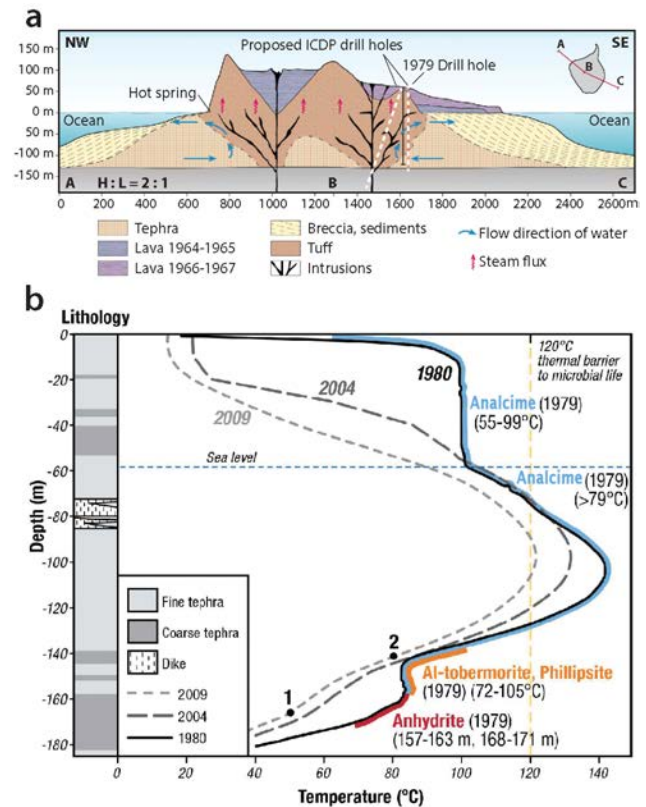 a
NW
Proposed ICDP drill holes
SE
1979 Drill hole
150 m
100 m
50 m
0 m
-50 m
-100 m
-150 m
Hot spring
Ocean
Ocean
A
B
C
A H : L = 2 : 1 B C
0 200 400 600 800 1000 1200 1400 1600 1800 2000 2200 2400 2600m
Tephra
Breccia, sediments
Flow direction of water
Lava 1964-1965
Tuff
Steam flux
Lava 1966-1967
Intrusions
b
Lithology
0
-20
-40
-60
-80
-100
-120
-140
-160
-180
Depth (m)
120°C
thermal barrier
to microbial life
1980
2004
2009
Analcime (1979)
(55-99°C)
Sea level
Analcime (1979)
(>79°C)
Fine tephra
Coarse tephra
Dike
2009
2004
1980
2
1
Al-tobermorite, Phillipsite
(1979) (72-105°C)
Anhydrite (1979)
(157-163 m, 168-171 m)
0 40 60 80 100 120 140
Temperature (°C)